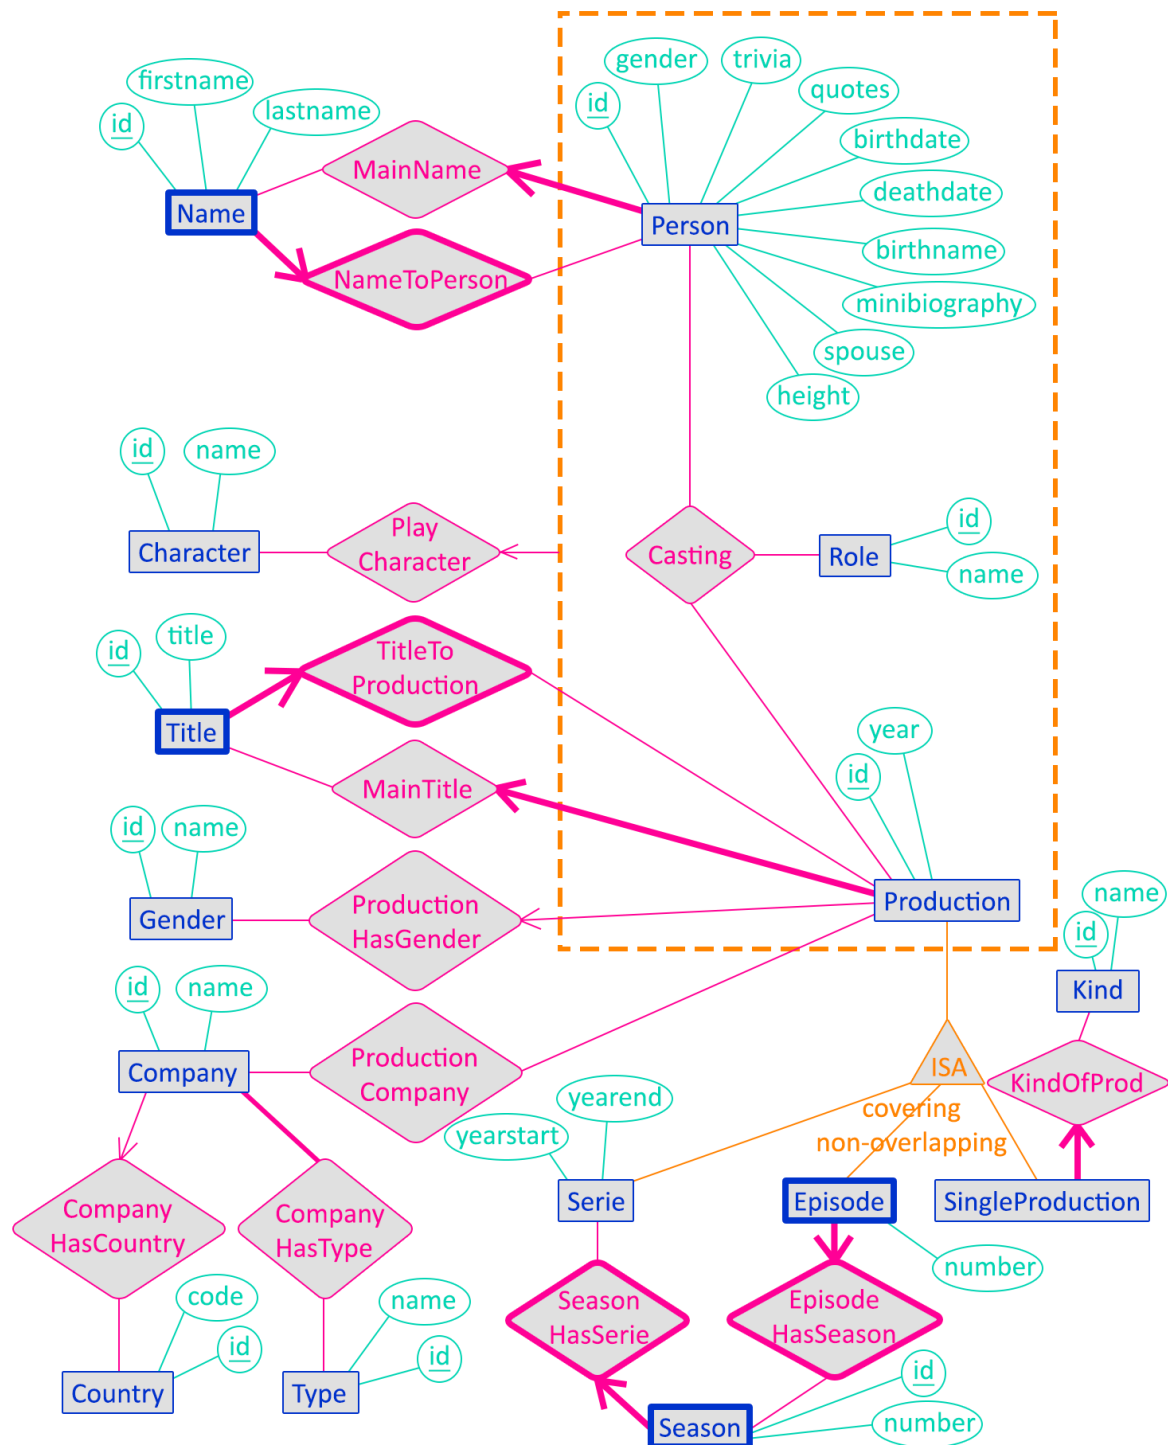 gender
trivia
quotes
id
birthdate
deathdate
birthname
minibiography
spouse
height
Person
firstname
lastname
id
Name
MainName
NameToPerson
id
name
Character
Play
Character
Casting
Role
id
name
id
title
Title
TitleTo
Production
MainTitle
year
id
Production
id
name
Gender
Production
HasGender
name
id
Kind
KindOfProd
id
name
Company
Production
Company
ISA
covering
non-overlapping
yearend
yearstart
Serie
Episode
number
SingleProduction
Company
HasCountry
Company
HasType
code
id
Country
name
id
Type
Season
HasSerie
Episode
HasSeason
id
number
Season